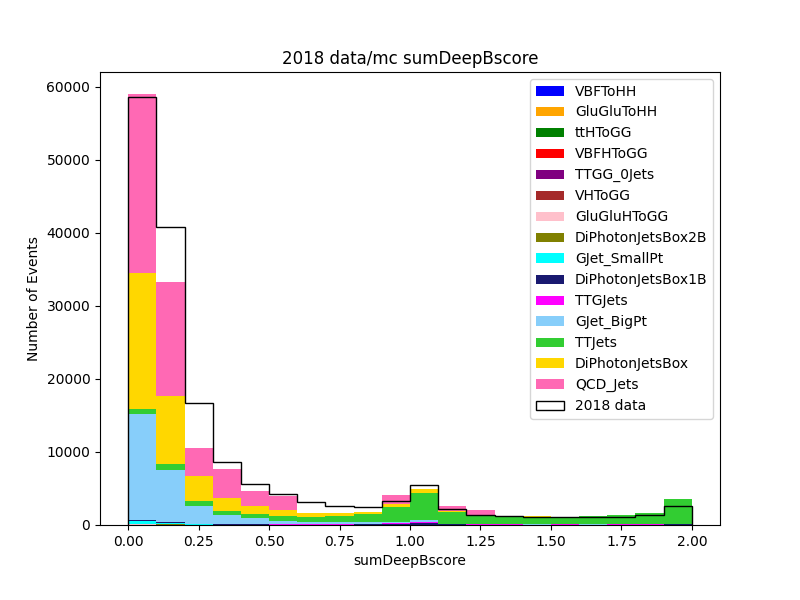 2018 data/mc sumDeepBscore
60000
50000
40000
30000
20000
10000
0
Number of Events
VBFToHH
GluGluToHH
ttHToGG
VBFHToGG
TTGG_0Jets
VHToGG
GluGluHToGG
DiPhotonJetsBox2B
GJet_SmallPt
DiPhotonJetsBox1B
TTGJets
GJet_BigPt
TTJets
DiPhotonJetsBox
QCD_Jets
2018 data
0.00 0.25 0.50 0.75 1.00 1.25 1.50 1.75 2.00
sumDeepBscore